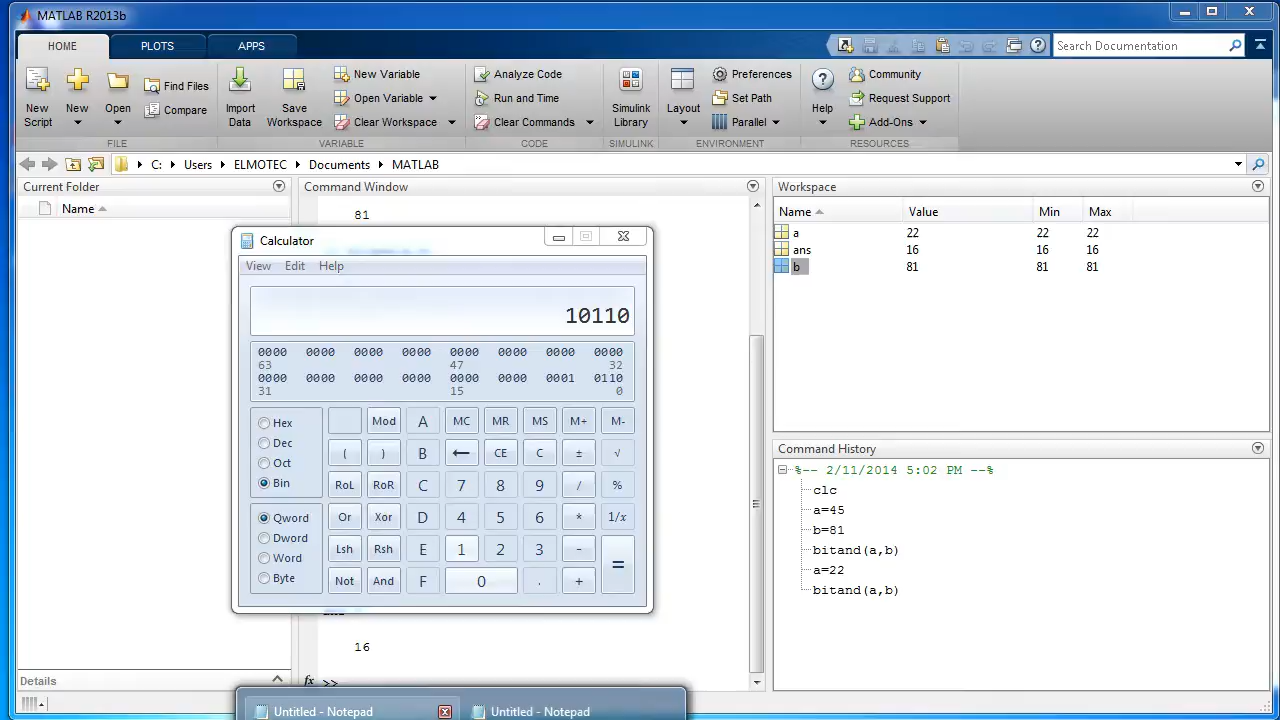 MATLAB R2013b
HOME PLOTS APPS
Search Documentation
New Script
New
Open
Find Files
Compare
Import Data
Save Workspace
New Variable
Open Variable
Clear Workspace
Analyze Code
Run and Time
Clear Commands
Simulink Library
Layout
Preferences
Set Path
Parallel
Help
Community
Request Support
Add-Ons
FILE VARIABLE CODE SIMULINK ENVIRONMENT RESOURCES
C: Users ELMOTEC Documents MATLAB
Current Folder
Name
Details
Command Window
81
16
fx >>
Calculator
View Edit Help
10110
0000 0000 0000 0000 0000 0000 0000 0000
63 47 32
0000 0000 0000 0000 0000 0000 0001 0110
31 15 0
Hex
Dec
Oct
Bin
Qword
Dword
Word
Byte
Mod A MC MR MS M+ M-
( ) B ← CE C ± √
RoL RoR C 7 8 9 / %
Or Xor D 4 5 6 * 1/x
Lsh Rsh E 1 2 3 - =
Not And F 0 . +
Workspace
Name Value Min Max
a 22 22 22
ans 16 16 16
b 81 81 81
Command History
%-- 2/11/2014 5:02 PM --%
clc
a=45
b=81
bitand(a,b)
a=22
bitand(a,b)
Untitled - Notepad
Untitled - Notepad